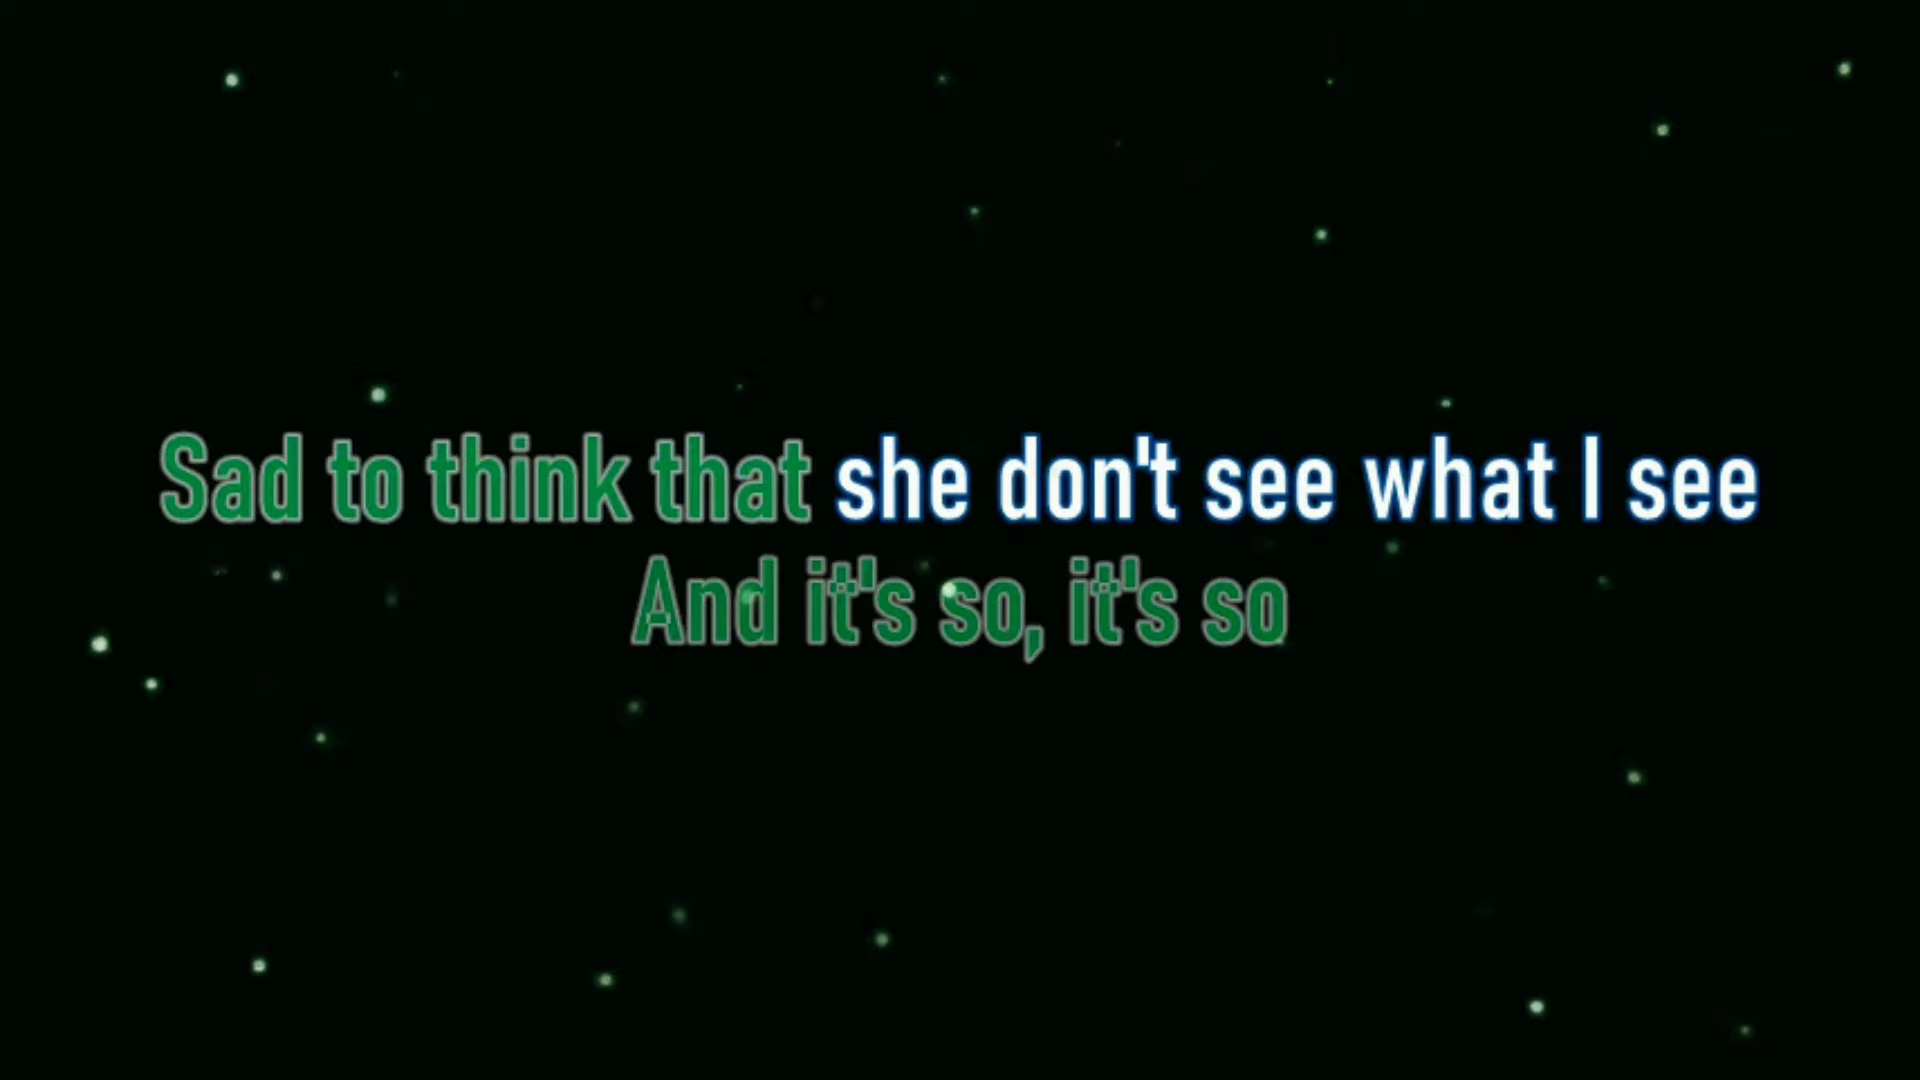 Sad to think that she don't see what I see
And it's so, it's so